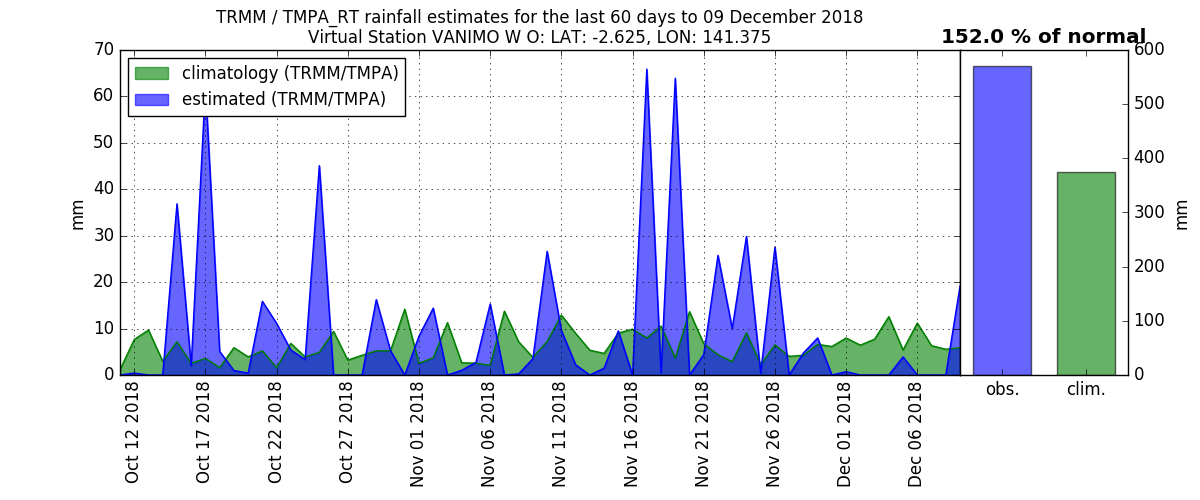 TRMM / TMPA_RT rainfall estimates for the last 60 days to 09 December 2018
Virtual Station VANIMO W O: LAT: -2.625, LON: 141.375
152.0 % of normal
climatology (TRMM/TMPA)
estimated (TRMM/TMPA)
70
60
50
40
30
20
10
0
mm
Oct 12 2018
Oct 17 2018
Oct 22 2018
Oct 27 2018
Nov 01 2018
Nov 06 2018
Nov 11 2018
Nov 16 2018
Nov 21 2018
Nov 26 2018
Dec 01 2018
Dec 06 2018
600
500
400
300
200
100
0
mm
obs.
clim.